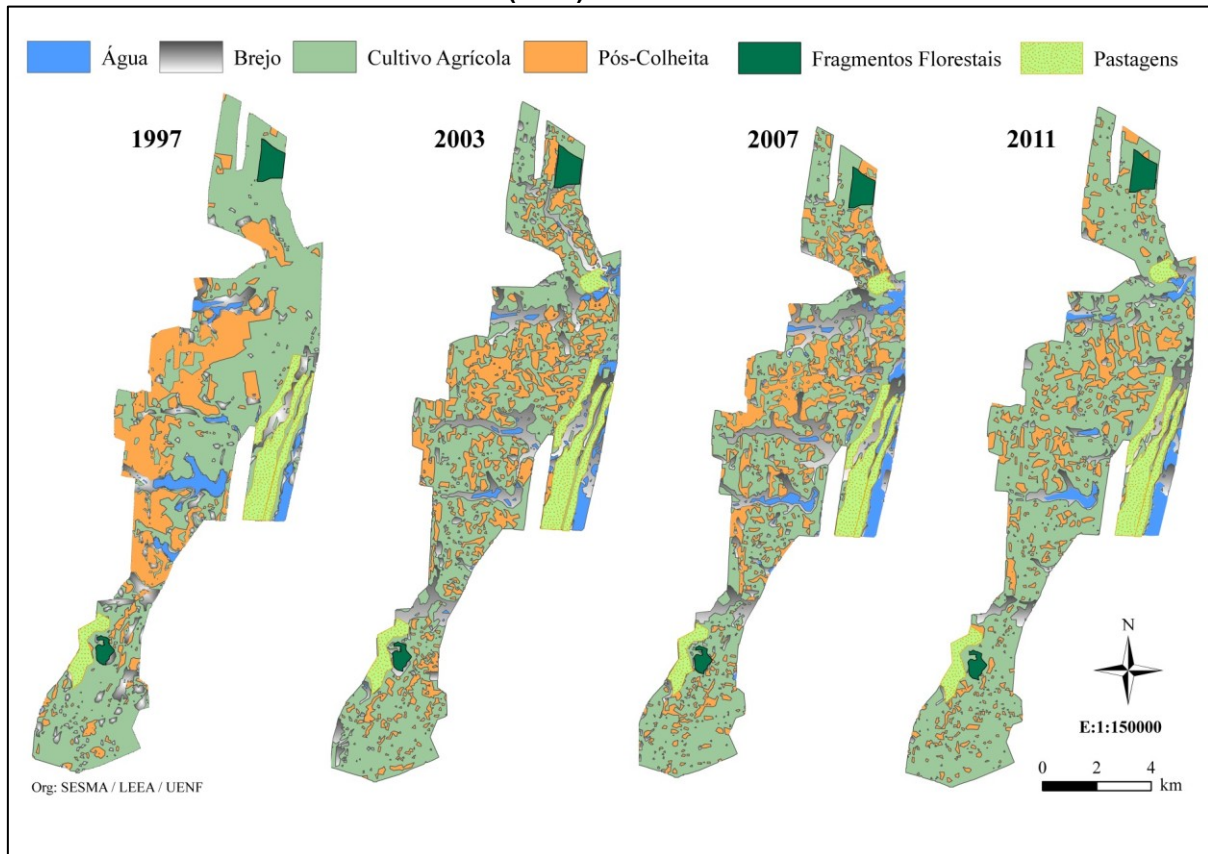 Água Brejo Cultivo Agrícola Pós-Colheita Fragmentos Florestais Pastagens
1997 2003 2007 2011
N
E:1:150000
0 2 4
km
Org: SESMA / LEEA / UENF